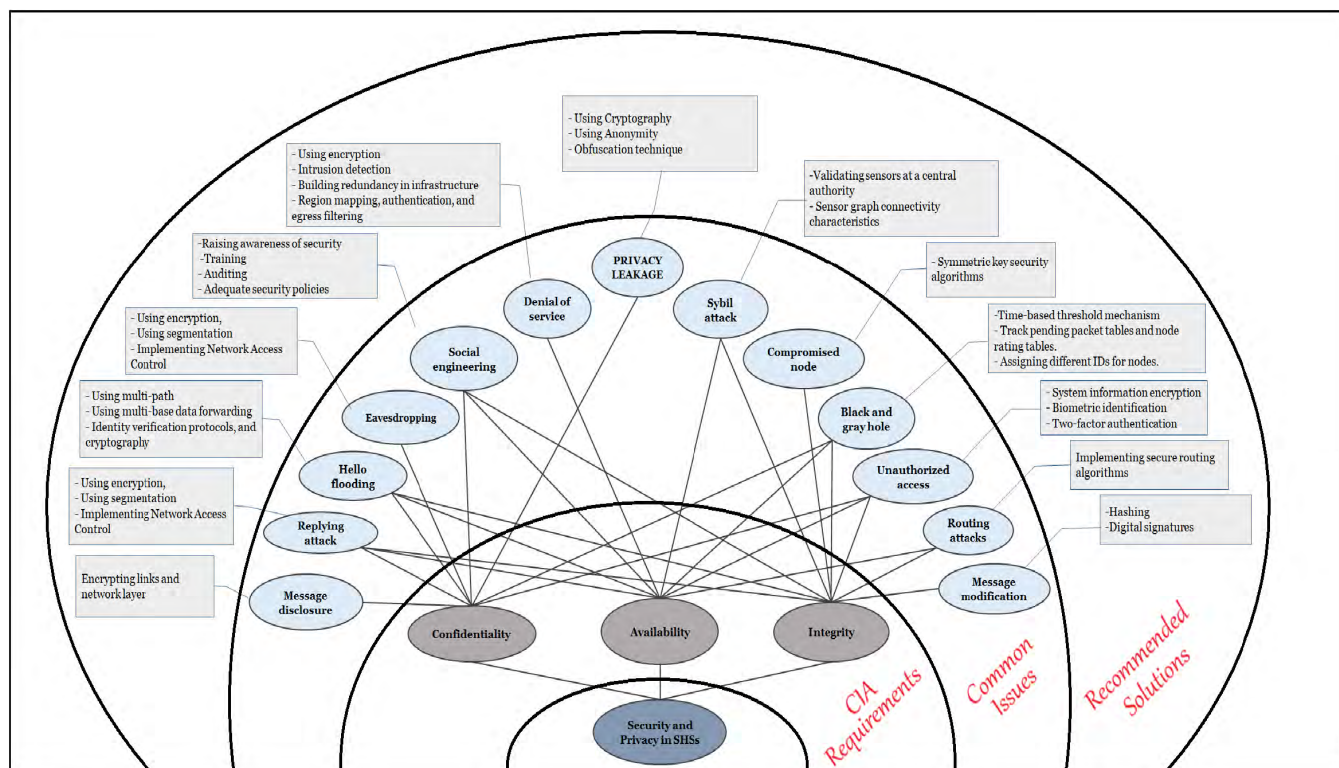 - Using Cryptography
- Using Anonymity
- Obfuscation technique
- Using encryption
- Intrusion detection
- Building redundancy in infrastructure
- Region mapping, authentication, and
egress filtering
-Validating sensors at a central
authority
- Sensor graph connectivity
characteristics
-Raising awareness of security
-Training
- Auditing
- Adequate security policies
- Symmetric key security
algorithms
- Using encryption,
- Using segmentation
- Implementing Network Access
Control
-Time-based threshold mechanism
- Track pending packet tables and node
rating tables.
- Assigning different IDs for nodes.
- Using multi-path
- Using multi-base data forwarding
- Identity verification protocols, and
cryptography
- System information encryption
- Biometric identification
- Two-factor authentication
- Using encryption,
- Using segmentation
- Implementing Network Access
Control
Implementing secure routing
algorithms
-Hashing
-Digital signatures
Encrypting links and
network layer
PRIVACY
LEAKAGE
Denial of
service
Sybil
attack
Social
engineering
Compromised
node
Eavesdropping
Black and
gray hole
Hello
flooding
Unauthorized
access
Replying
attack
Routing
attacks
Message
disclosure
Message
modification
Confidentiality
Availability
Integrity
Security and
Privacy in SHSs
CIA
Requirements
Common
Issues
Recommended
Solutions